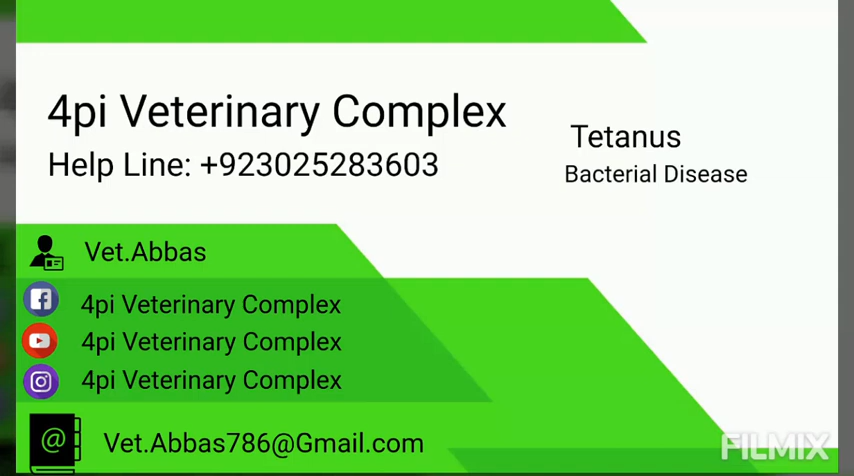 4pi Veterinary Complex
Help Line: +923025283603
Tetanus
Bacterial Disease
Vet.Abbas
4pi Veterinary Complex
4pi Veterinary Complex
4pi Veterinary Complex
@ Vet.Abbas786@Gmail.com
FILMIX